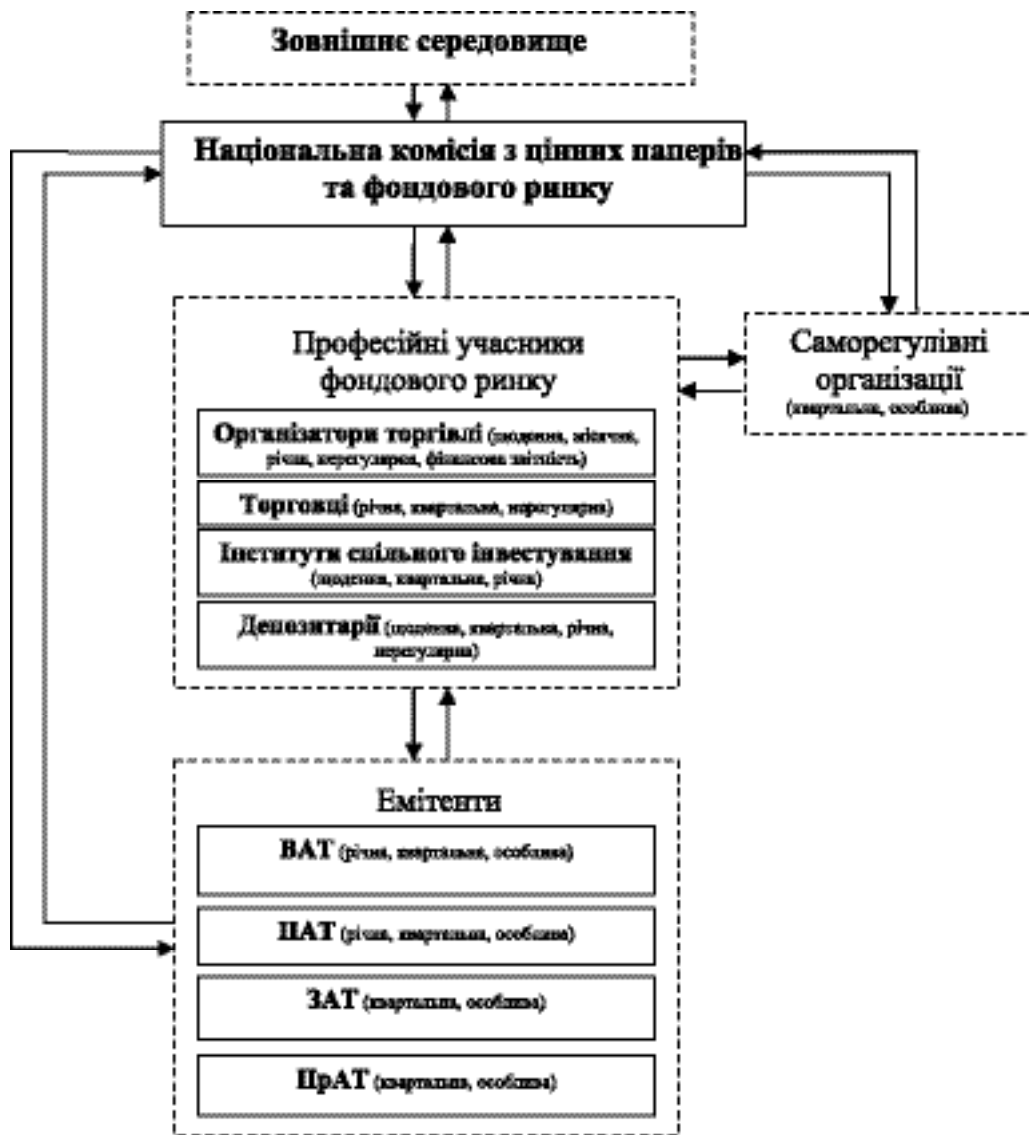 Зовнішнє середовище
Національна комісія з цінних паперів
та фондового ринку
Професійні учасники
фондового ринку
Саморегулівні
організації
(квартальна, особлива)
Організатори торгівлі (щоденна, місячна,
річна, нерегулярна, фінансова звітність)
Торговці (річна, квартальна, нерегулярна)
Інститути спільного інвестування
(щоденна, квартальна, річна)
Депозитарії (щоденна, квартальна, річна,
нерегулярна)
Емітенти
ВАТ (річна, квартальна, особлива)
ПАТ (річна, квартальна, особлива)
ЗАТ (квартальна, особлива)
ПрАТ (квартальна, особлива)